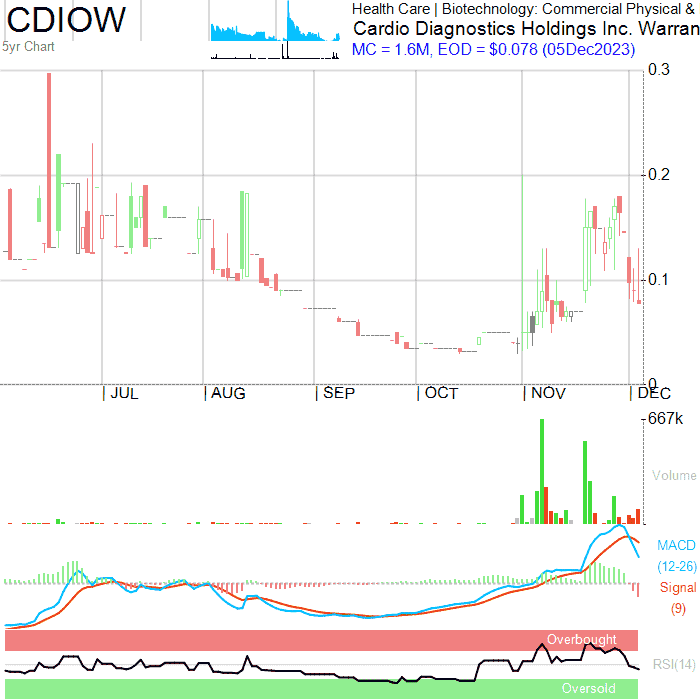 CDIOW
Health Care | Biotechnology: Commercial Physical &
Cardio Diagnostics Holdings Inc. Warran
5yr Chart
MC = 1.6M, EOD = $0.078 (05Dec2023)
0.3
0.2
0.1
0
| JUL | AUG | SEP | OCT | NOV | DEC
667k
Volume
MACD
(12-26)
Signal
(9)
Overbought
RSI(14)
Oversold